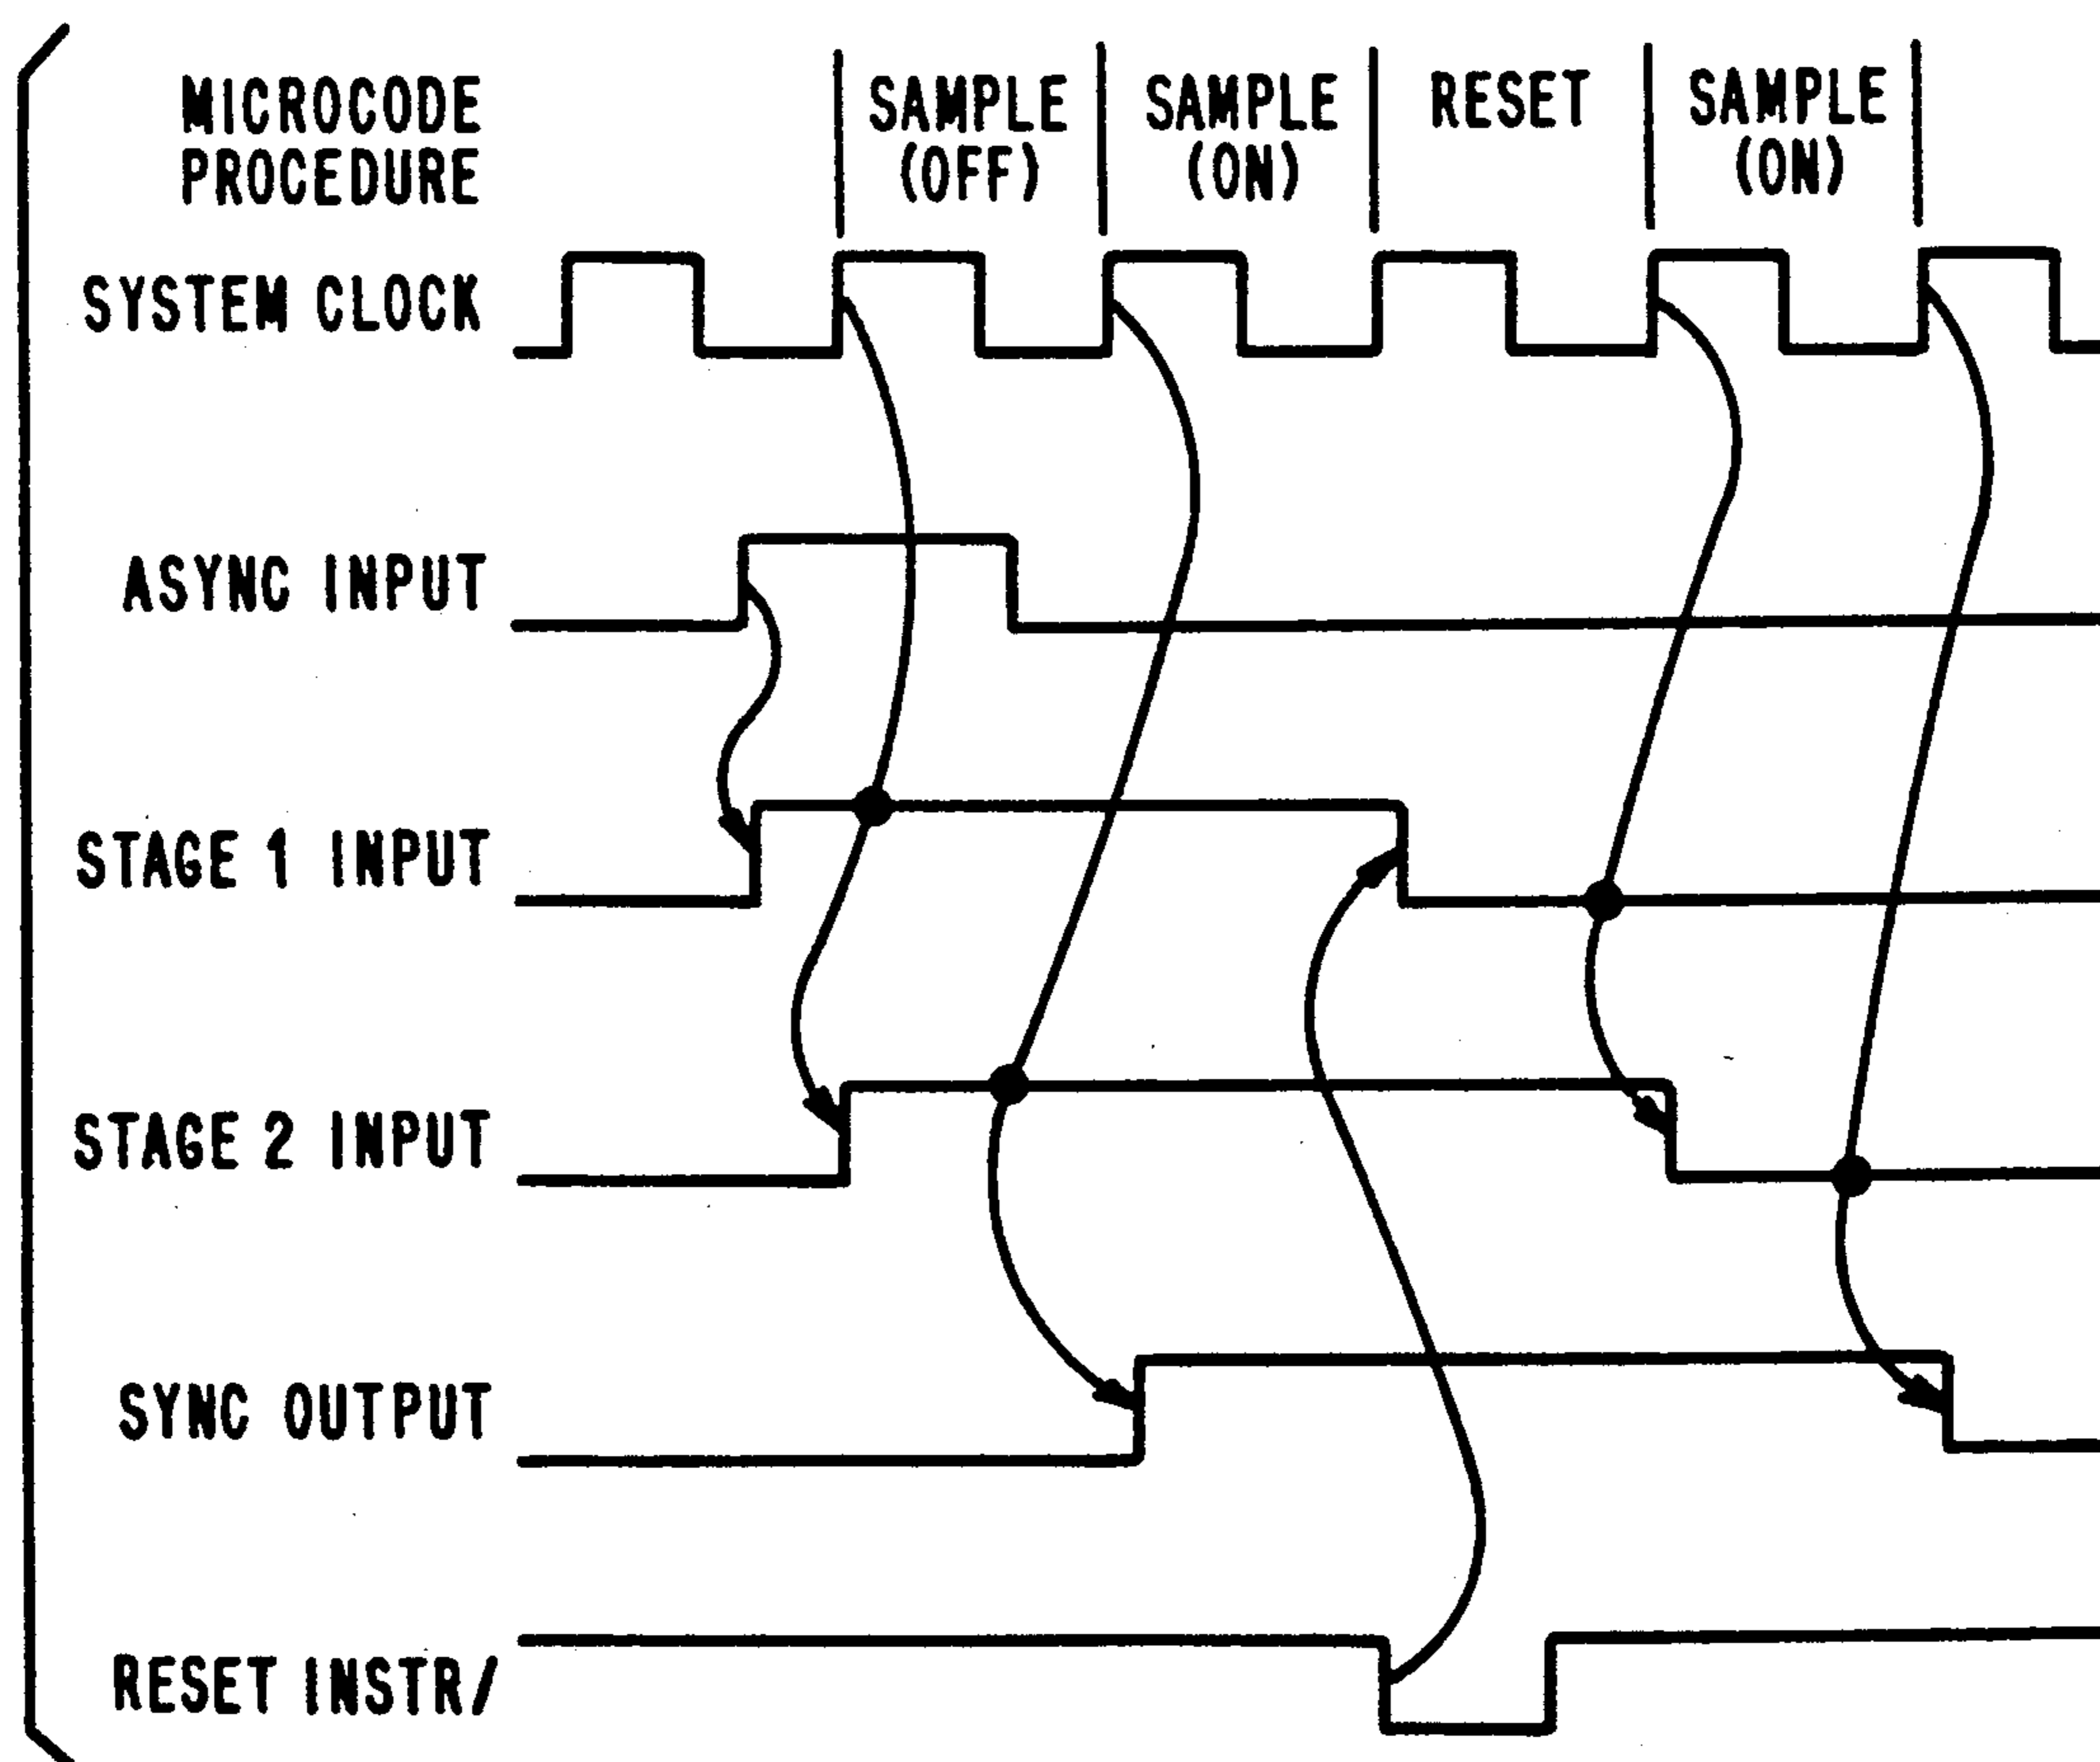 MICROCODE PROCEDURE
SAMPLE (OFF)
SAMPLE (ON)
RESET
SAMPLE (ON)
SYSTEM CLOCK
ASYNC INPUT
STAGE 1 INPUT
STAGE 2 INPUT
SYNC OUTPUT
RESET INSTR/